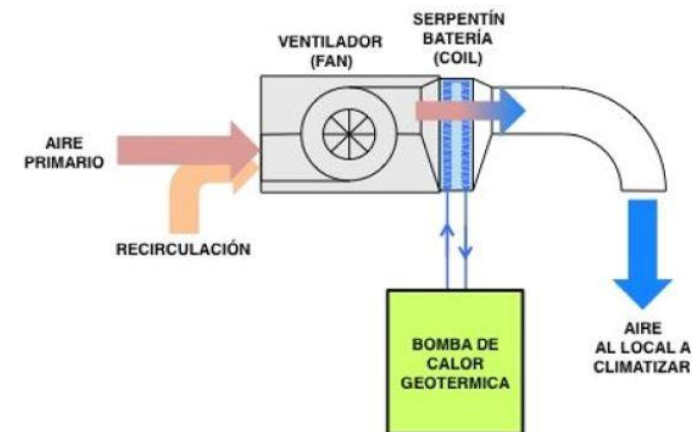 SERPENTÍN
BATERÍA
(COIL)
VENTILADOR
(FAN)
AIRE
PRIMARIO
RECIRCULACIÓN
BOMBA DE
CALOR
GEOTERMICA
AIRE
AL LOCAL A
CLIMATIZAR